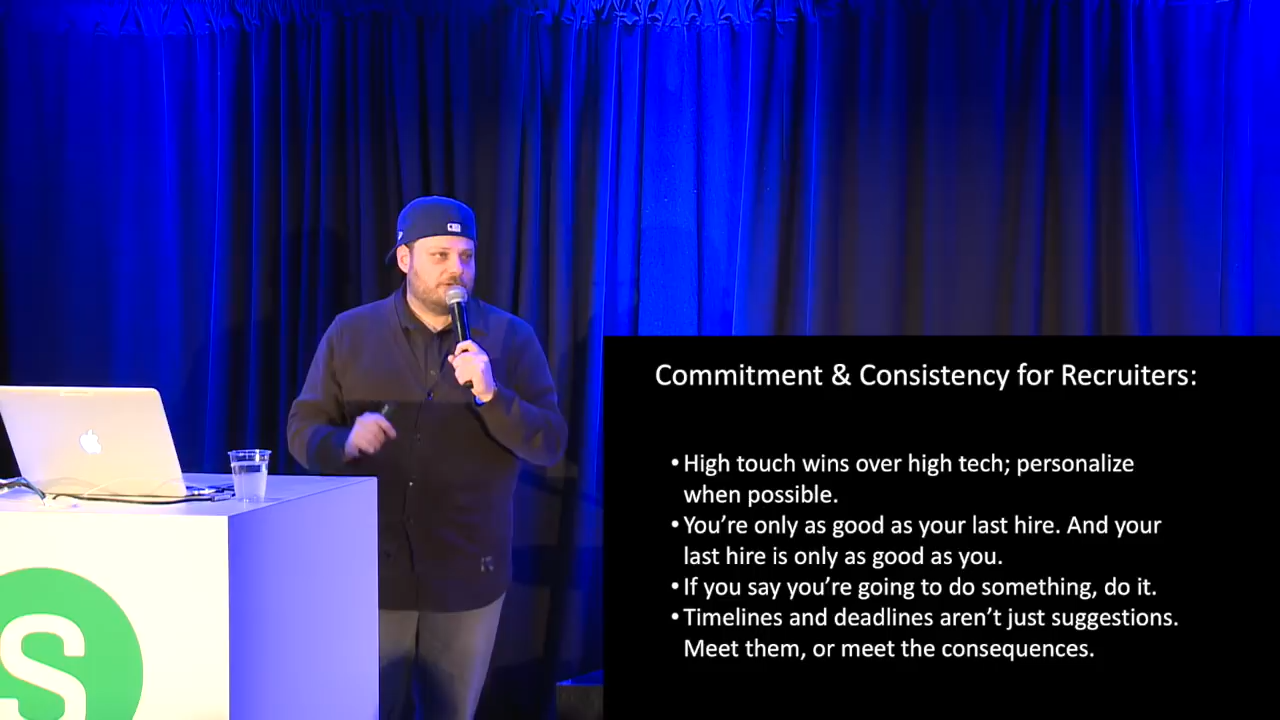 Commitment & Consistency for Recruiters:
•High touch wins over high tech; personalize
when possible.
•You’re only as good as your last hire. And your
last hire is only as good as you.
•If you say you’re going to do something, do it.
•Timelines and deadlines aren’t just suggestions.
Meet them, or meet the consequences.
S